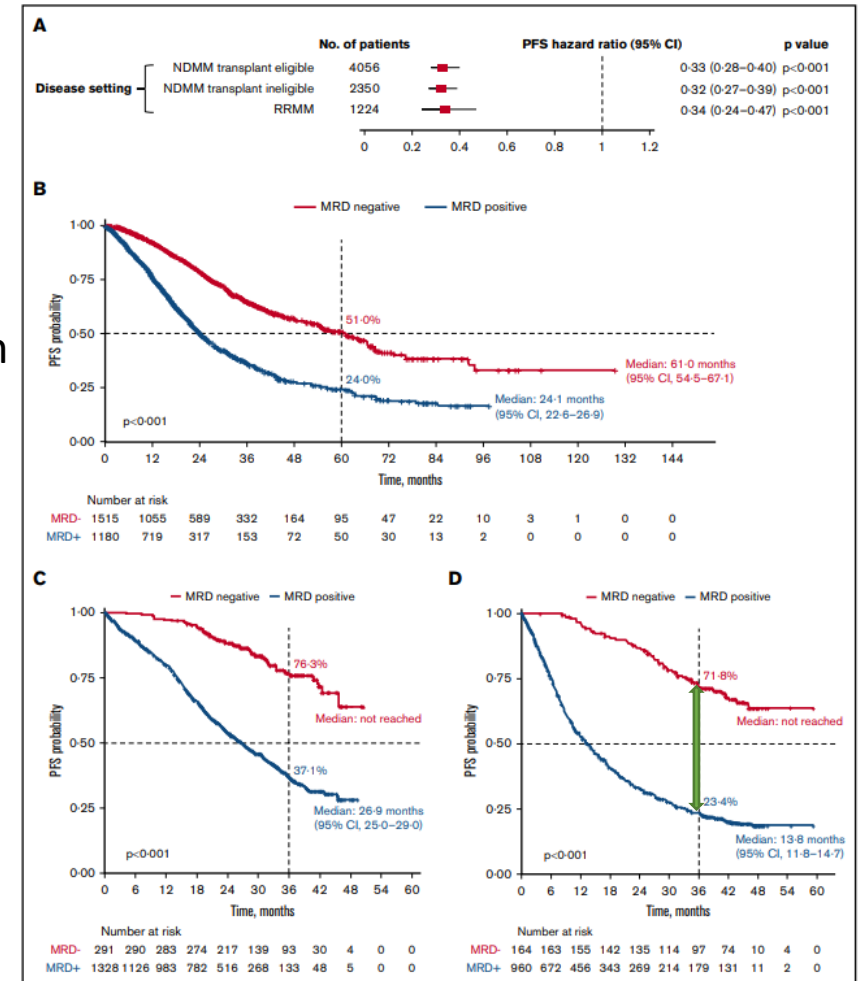 n
A
No. of patients PFS hazard ratio (95% CI) p value
Disease setting
NDMM transplant eligible 4056 0·33 (0·28–0·40) p<0·001
NDMM transplant ineligible 2350 0·32 (0·27–0·39) p<0·001
RRMM 1224 0·34 (0·24–0·47) p<0·001
0 0.2 0.4 0.6 0.8 1 1.2
B
MRD negative MRD positive
1·00
0·75
0·50
0·25
0·00
PFS probability
51·0%
24·0%
Median: 61·0 months
(95% CI, 54·5–67·1)
Median: 24·1 months
(95% CI, 22·6–26·9)
p<0·001
0 12 24 36 48 60 72 84 96 108 120 132 144
Time, months
Number at risk
MRD- 1515 1055 589 332 164 95 47 22 10 3 1 0 0
MRD+ 1180 719 317 153 72 50 30 13 2 0 0 0 0
C
MRD negative MRD positive
1·00
0·75
0·50
0·25
0·00
PFS probability
76·3%
Median: not reached
37·1%
Median: 26·9 months
(95% CI, 25·0–29·0)
p<0·001
0 6 12 18 24 30 36 42 48 54 60
Time, months
Number at risk
MRD- 291 290 283 274 217 139 93 30 4 0 0
MRD+ 1328 1126 983 782 516 268 133 48 5 0 0
D
MRD negative MRD positive
1·00
0·75
0·50
0·25
0·00
PFS probability
71·8%
Median: not reached
23·4%
Median: 13·8 months
(95% CI, 11·8–14·7)
p<0·001
0 6 12 18 24 30 36 42 48 54 60
Time, months
Number at risk
MRD- 164 163 155 142 135 114 97 74 10 4 0
MRD+ 960 672 456 343 269 214 179 131 11 2 0